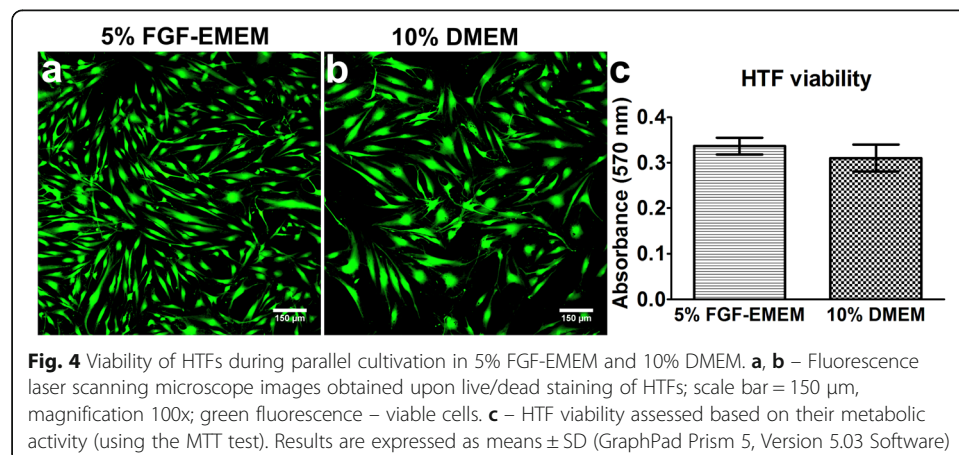 5% FGF-EMEM
10% DMEM
a
b
c
150 µm
150 µm
HTF viability
Absorbance (570 nm)
0.4
0.3
0.2
0.1
0.0
5% FGF-EMEM
10% DMEM
Fig. 4 Viability of HTFs during parallel cultivation in 5% FGF-EMEM and 10% DMEM. a, b – Fluorescence
laser scanning microscope images obtained upon live/dead staining of HTFs; scale bar = 150 µm,
magnification 100x; green fluorescence – viable cells. c – HTF viability assessed based on their metabolic
activity (using the MTT test). Results are expressed as means ± SD (GraphPad Prism 5, Version 5.03 Software)